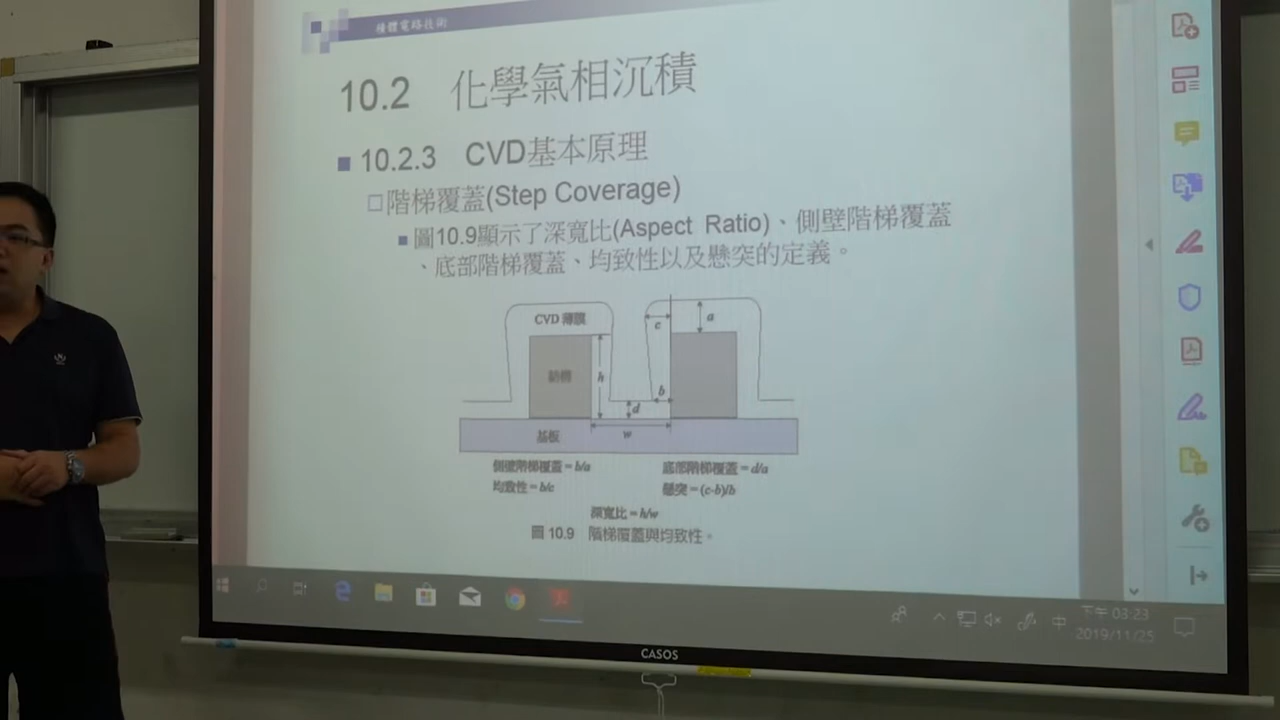 積體電路技術
10.2 化學氣相沉積
10.2.3 CVD基本原理
階梯覆蓋(Step Coverage)
圖10.9顯示了深寬比(Aspect Ratio)、側壁階梯覆蓋
、底部階梯覆蓋、均致性以及懸突的定義。
CVD 薄膜
c
a
結構
h
b
d
w
基板
側壁階梯覆蓋=b/a
底部階梯覆蓋=d/a
均致性=b/c
懸突=(c-b)/b
深寬比=h/w
圖 10.9 階梯覆蓋與均致性。
中
下午 03:23
2019/11/25
CASOS